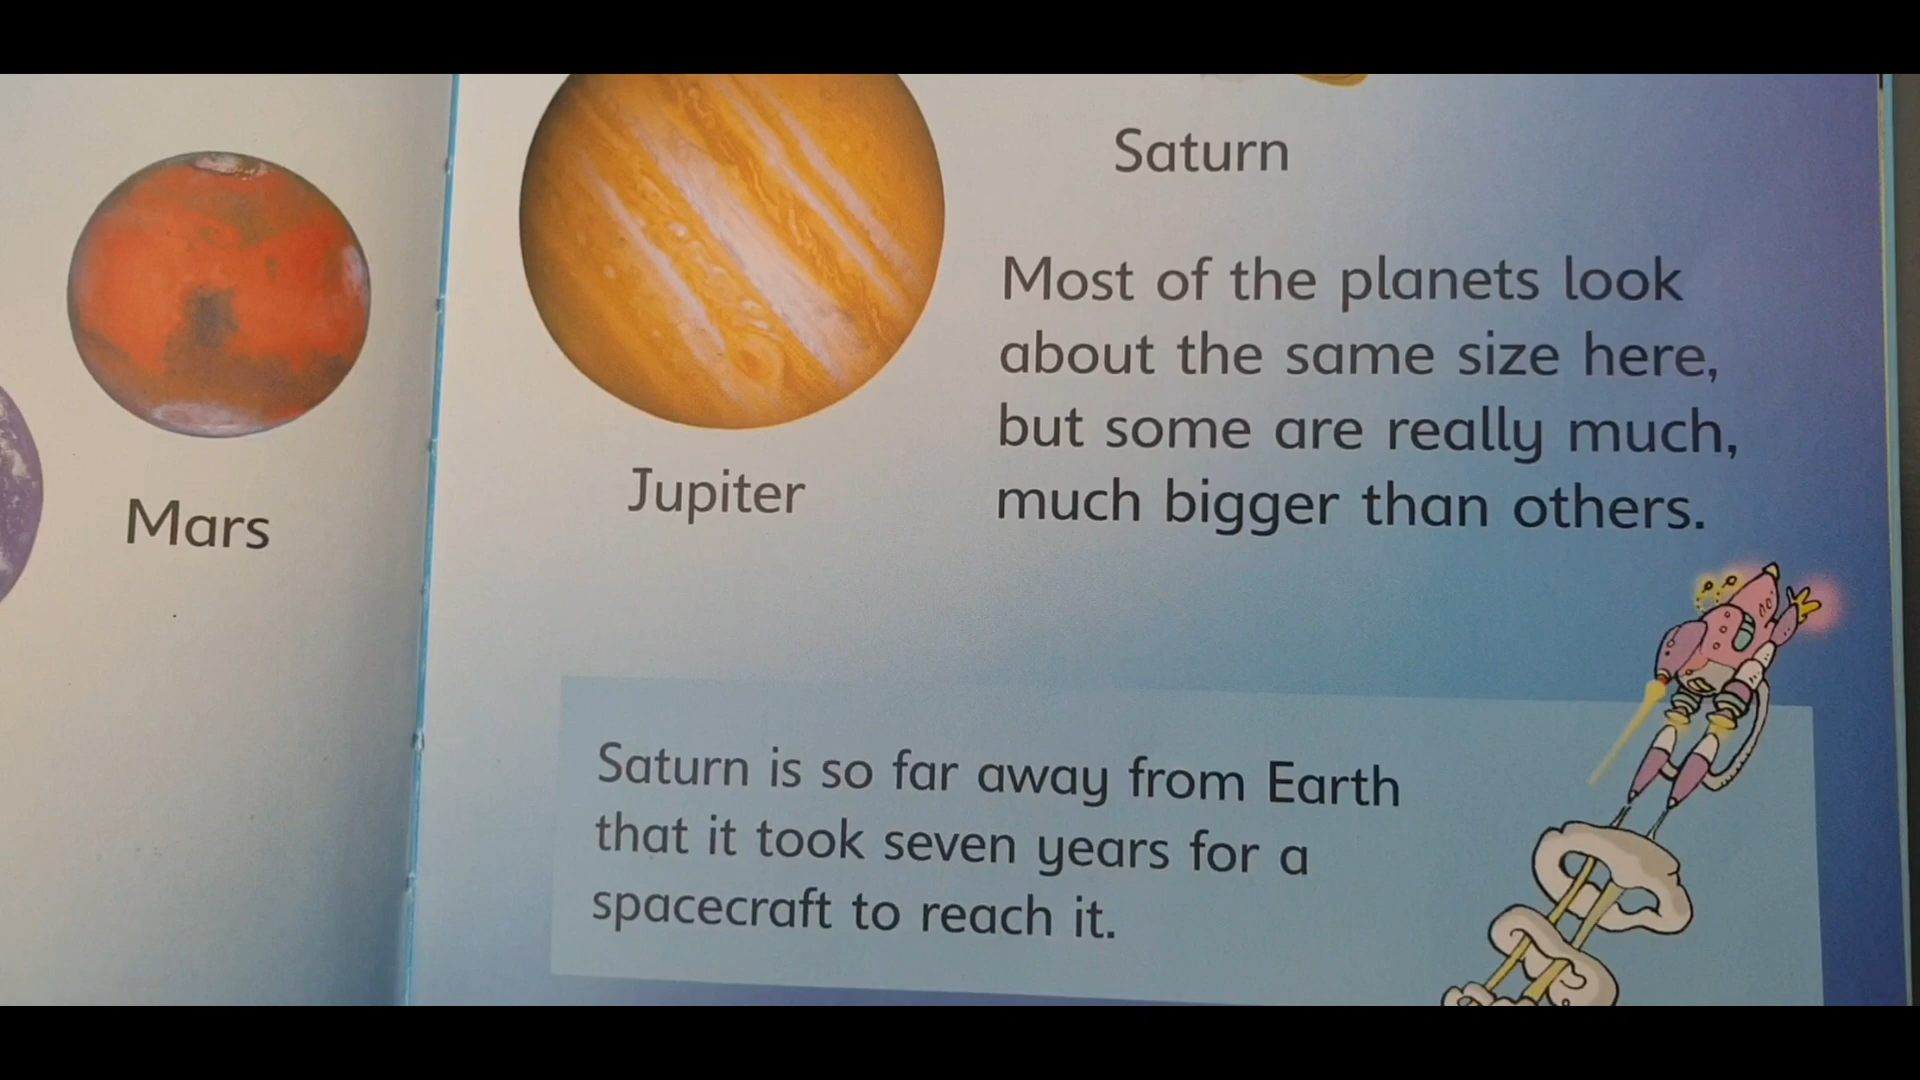 Mars
Jupiter
Saturn
Most of the planets look
about the same size here,
but some are really much,
much bigger than others.
Saturn is so far away from Earth
that it took seven years for a
spacecraft to reach it.